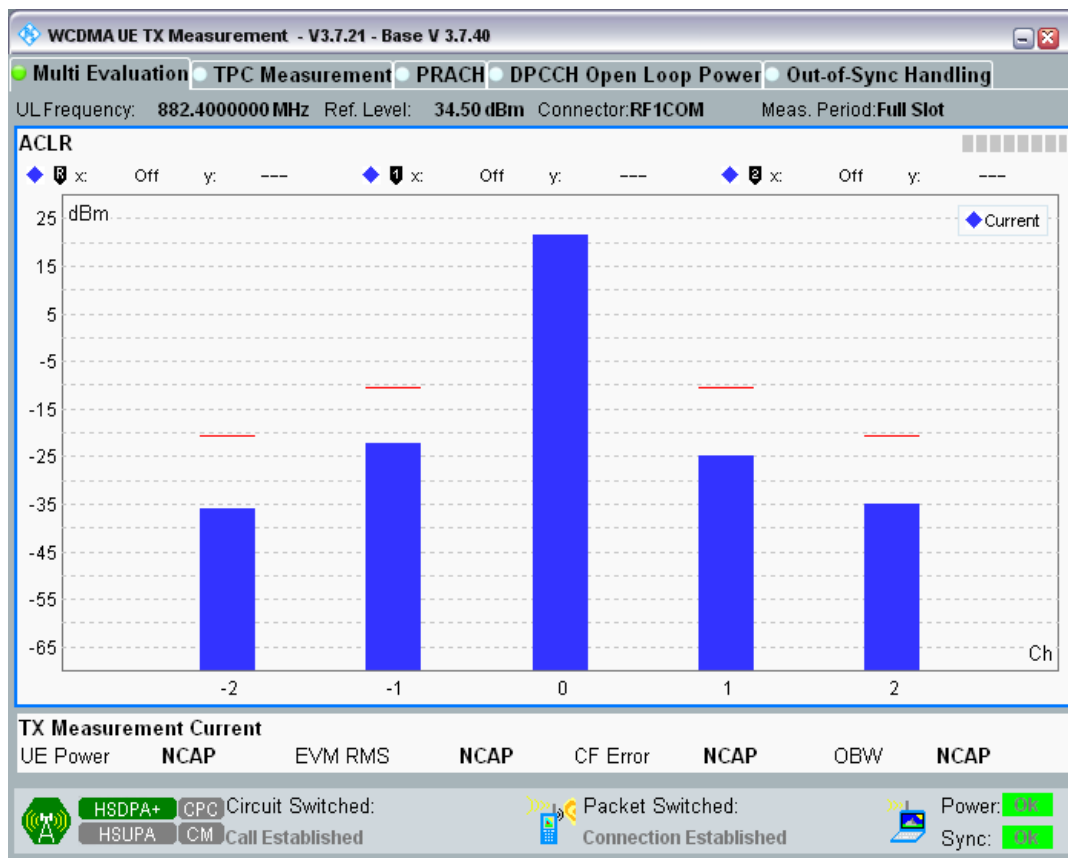 WCDMA UE TX Measurement - V3.7.21 - Base V 3.7.40
Multi Evaluation TPC Measurement PRACH DPCCH Open Loop Power Out-of-Sync Handling
UL Frequency: 882.4000000 MHz Ref. Level: 34.50 dBm Connector:RF1COM Meas. Period:Full Slot
ACLR
R x: Off y: --- 1 x: Off y: --- 2 x: Off y: ---
dBm
Current
25
15
5
-5
-15
-25
-35
-45
-55
-65
Ch
-2 -1 0 1 2
TX Measurement Current
UE Power NCAP EVM RMS NCAP CF Error NCAP OBW NCAP
HSDPA+ CPC Circuit Switched: Packet Switched: Power: Ok
HSUPA CM Call Established Connection Established Sync: Ok